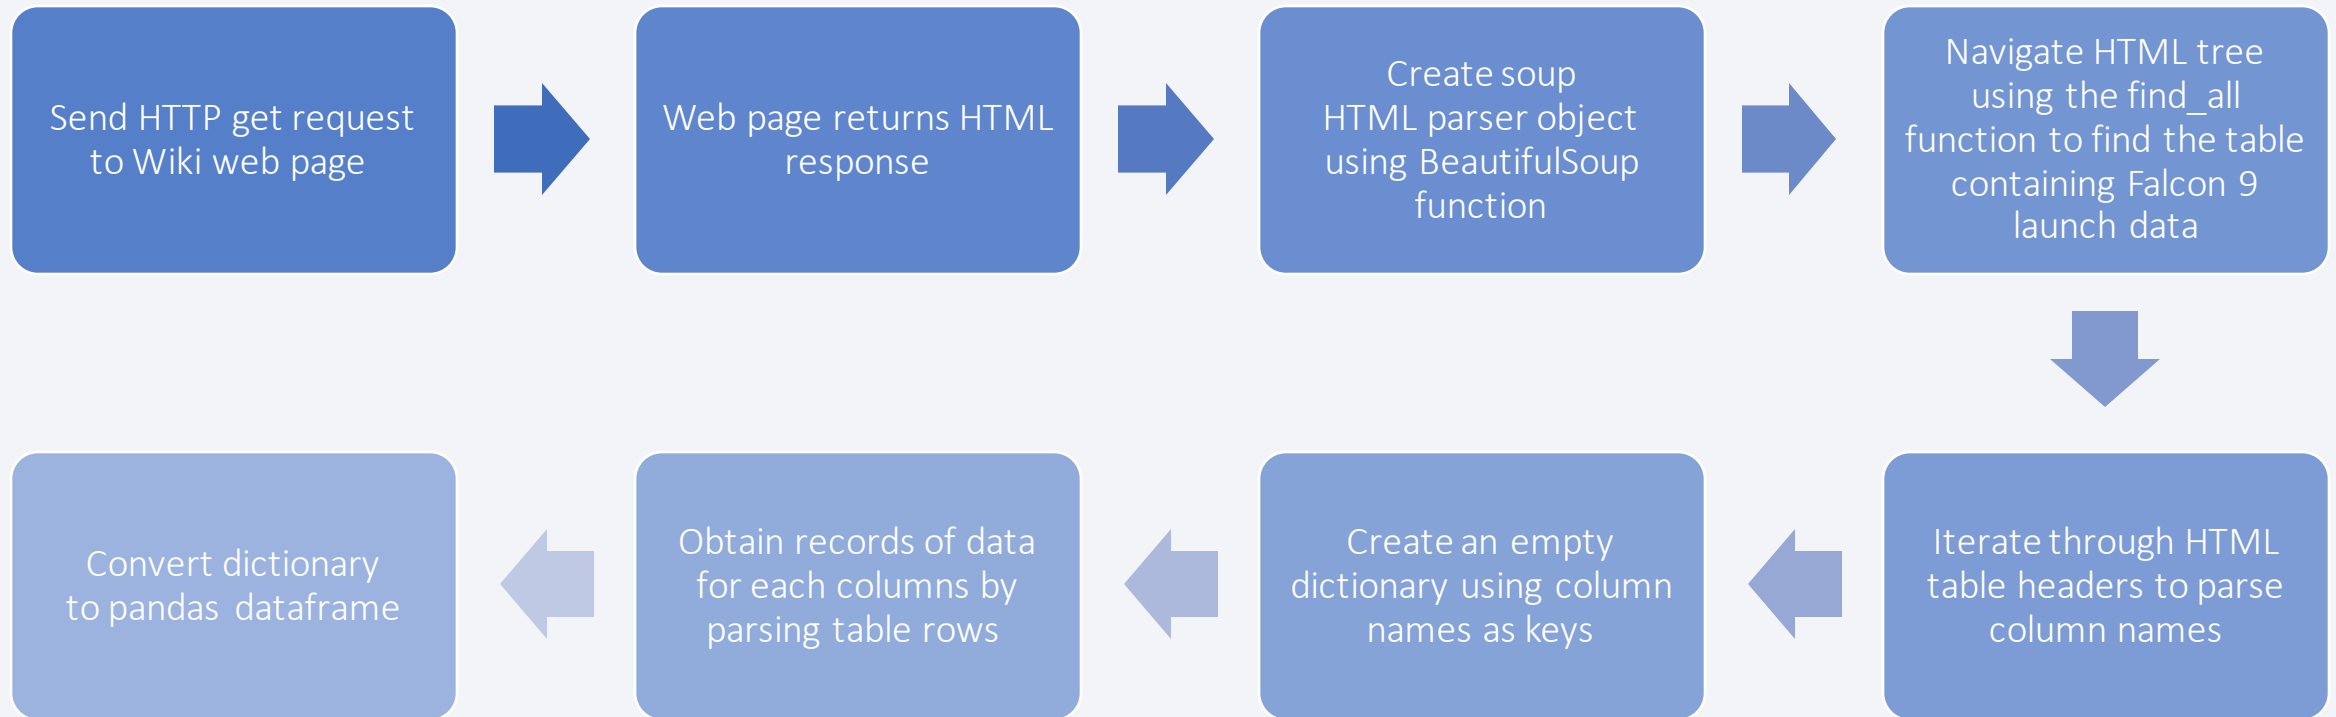 Send HTTP get request
to Wiki web page
Web page returns HTML
response
Create soup
HTML parser object
using BeautifulSoup
function
Navigate HTML tree
using the find_all
function to find the table
containing Falcon 9
launch data
Iterate through HTML
table headers to parse
column names
Create an empty
dictionary using column
names as keys
Obtain records of data
for each columns by
parsing table rows
Convert dictionary
to pandas dataframe